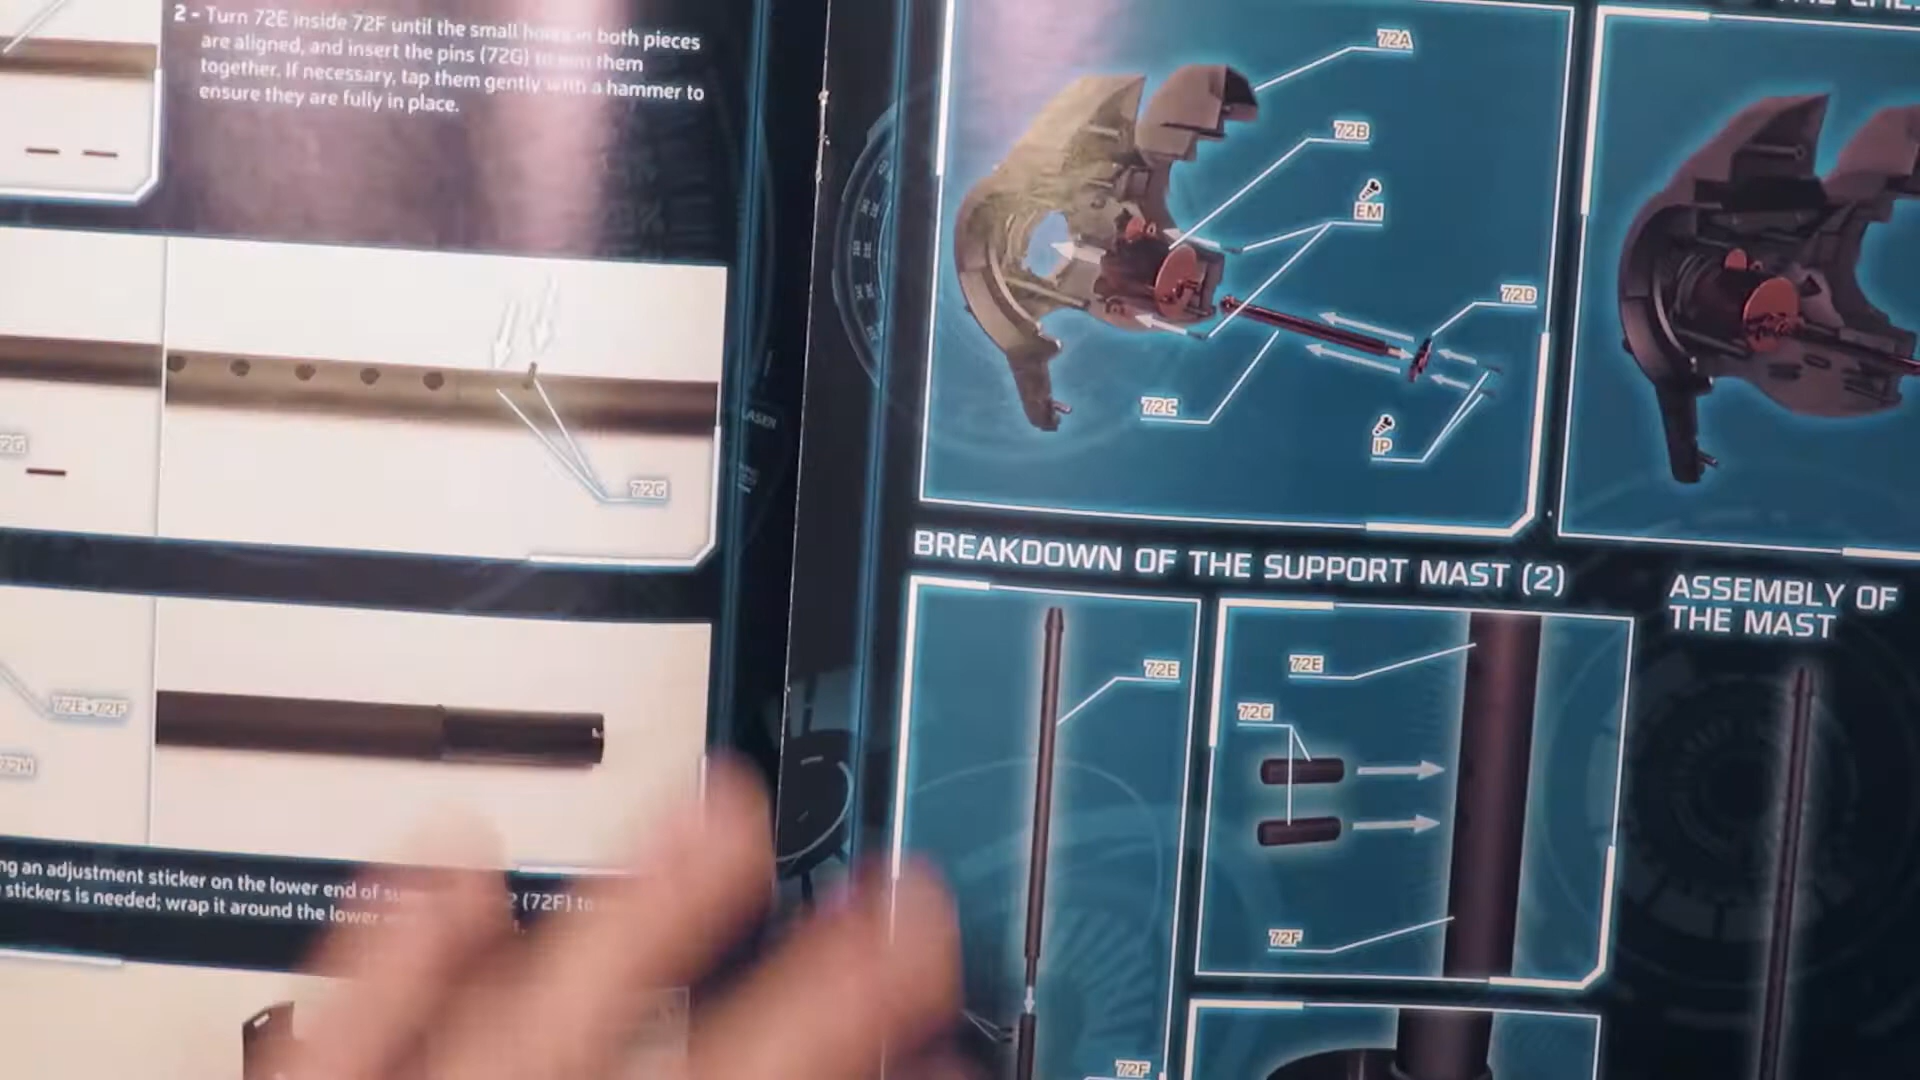 2 - Turn 72E inside 72F until the small holes in both pieces
are aligned, and insert the pins (72G) to join them
together. If necessary, tap them gently with a hammer to
ensure they are fully in place.
72G
72E+72F
72H
an adjustment sticker on the lower end of 2 (72F) to
stickers is needed; wrap it around the lower
72A
72B
EM
72D
72C
IP
BREAKDOWN OF THE SUPPORT MAST (2)
72E
72F
72E
72G
72F
ASSEMBLY OF
THE MAST